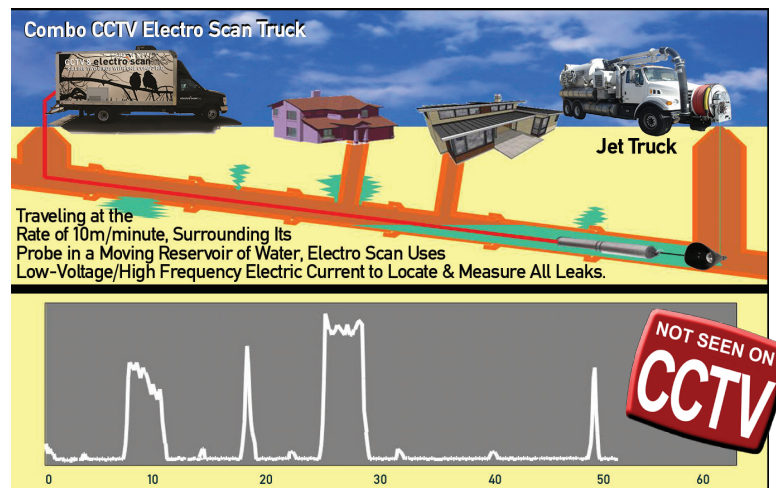 Combo CCTV Electro Scan Truck
CCTV & electro scan
Jet Truck
Traveling at the
Rate of 10m/minute, Surrounding Its
Probe in a Moving Reservoir of Water, Electro Scan Uses
Low-Voltage/High Frequency Electric Current to Locate & Measure All Leaks.
NOT SEEN ON
CCTV
0 10 20 30 40 50 60